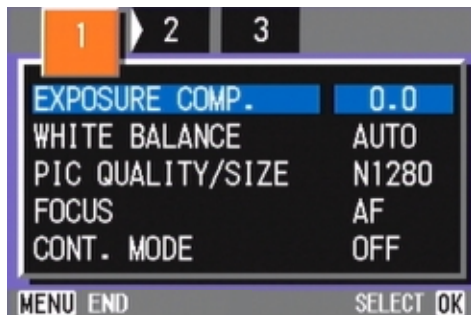 1 2 3
EXPOSURE COMP. 0.0
WHITE BALANCE AUTO
PIC QUALITY/SIZE N1280
FOCUS AF
CONT. MODE OFF
MENU END SELECT OK